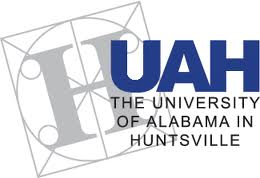 H
UAH
THE UNIVERSITY
OF ALABAMA IN
HUNTSVILLE